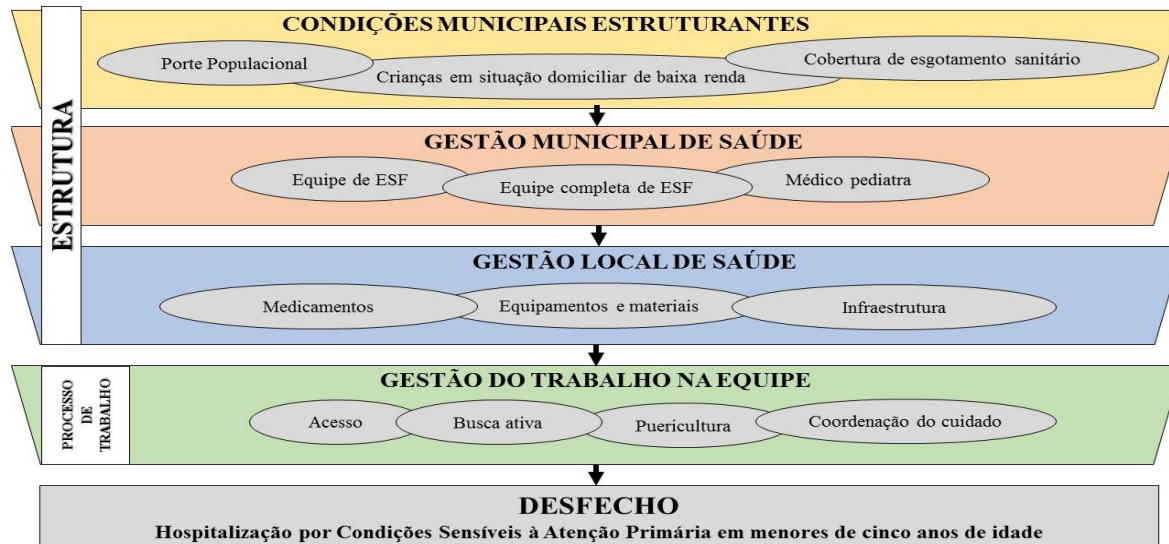 ESTRUTURA
CONDIÇÕES MUNICIPAIS ESTRUTURANTES
Porte Populacional
Crianças em situação domiciliar de baixa renda
Cobertura de esgotamento sanitário
GESTÃO MUNICIPAL DE SAÚDE
Equipe de ESF
Equipe completa de ESF
Médico pediatra
GESTÃO LOCAL DE SAÚDE
Medicamentos
Equipamentos e materiais
Infraestrutura
PROCESSO
DE
TRABALHO
GESTÃO DO TRABALHO NA EQUIPE
Acesso
Busca ativa
Puericultura
Coordenação do cuidado
DESFECHO
Hospitalização por Condições Sensíveis à Atenção Primária em menores de cinco anos de idade